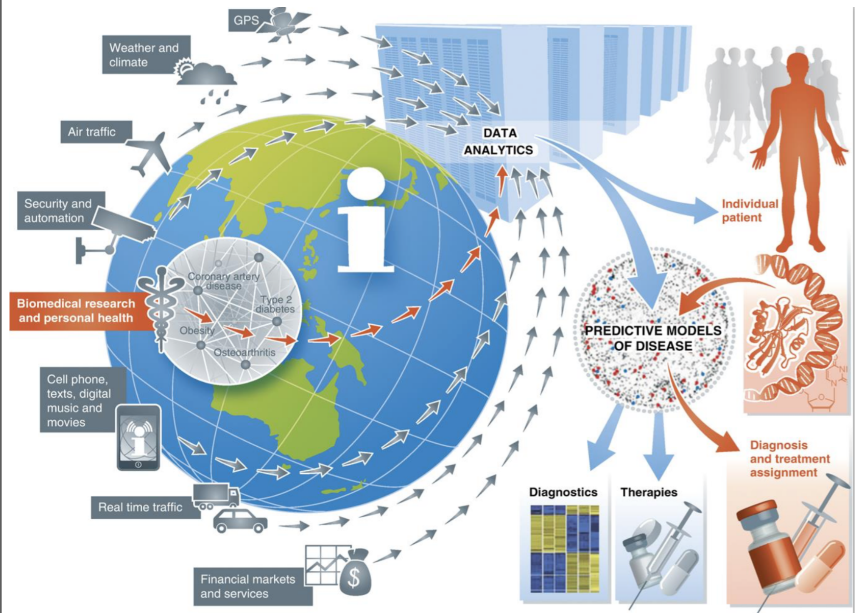 GPS
Weather and
climate
Air traffic
Security and
automation
Biomedical research
and personal health
Coronary artery
disease
Type 2
diabetes
Obesity
Osteoarthritis
Cell phone,
texts, digital
music and
movies
Real time traffic
Financial markets
and services
$
i
i
DATA
ANALYTICS
Individual
patient
PREDICTIVE MODELS
OF DISEASE
Diagnosis
and treatment
assignment
Diagnostics
Therapies